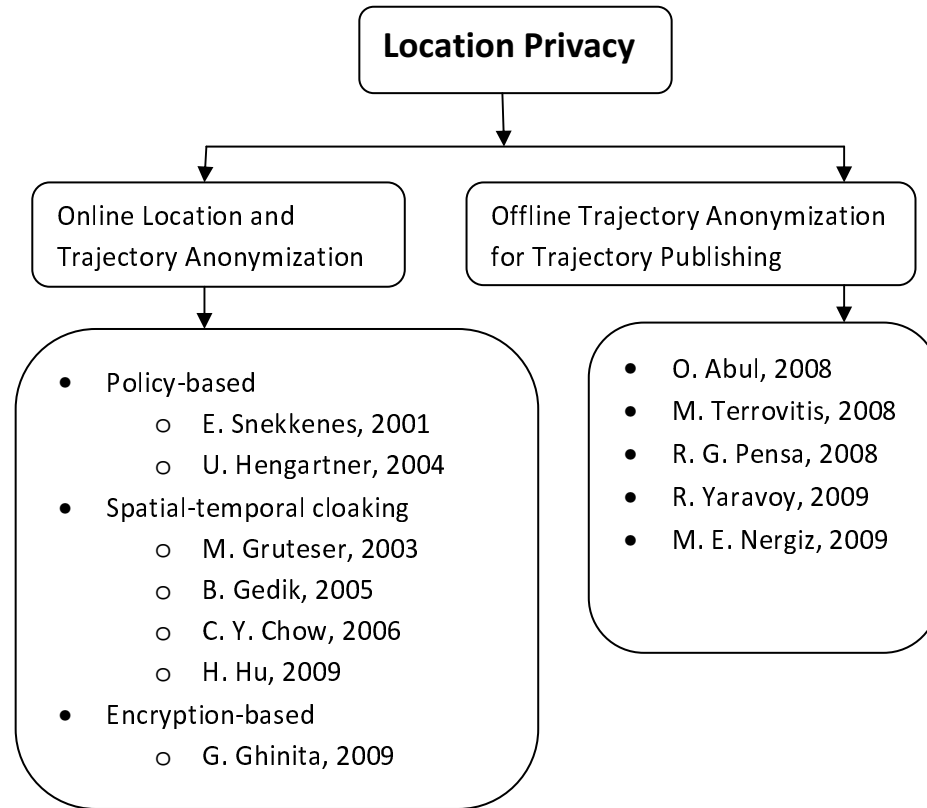 Location Privacy
Online Location and
Trajectory Anonymization
Offline Trajectory Anonymization
for Trajectory Publishing
• Policy-based
o E. Snekkenes, 2001
o U. Hengartner, 2004
• Spatial-temporal cloaking
o M. Gruteser, 2003
o B. Gedik, 2005
o C. Y. Chow, 2006
o H. Hu, 2009
• Encryption-based
o G. Ghinita, 2009
• O. Abul, 2008
• M. Terrovitis, 2008
• R. G. Pensa, 2008
• R. Yaravoy, 2009
• M. E. Nergiz, 2009